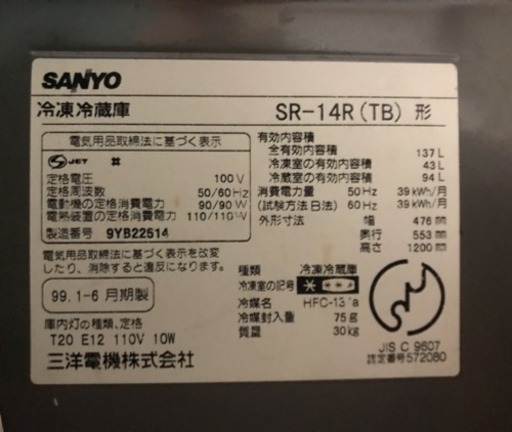 SANYO
冷凍冷蔵庫
SR-14R(TB) 形
電気用品取締法に基づく表示
JET
定格電圧 100V
定格周波数 50/60Hz
電動機の定格消費電力 90/90W
電熱装置の定格消費電力 110/110W
製造番号 9YB22514
電気用品取締法に基づく表示を改変
したり、消除すると違反になります。
99.1-6 月期製
庫内灯の種類、定格
T20 E12 110V 10W
三洋電機株式会社
有効内容積
全有効内容積 137L
冷凍室の有効内容積 43L
冷蔵室の有効内容積 94L
消費電力量 50Hz 39kWh/月
(試験方法B法) 60Hz 39kWh/月
外形寸法 幅 476mm
奥行 553mm
高さ 1200mm
種類 冷凍冷蔵庫
冷凍室の記号
冷媒名
冷媒封入量 75g
質量 30kg
JIS C 9607
認定番号572080